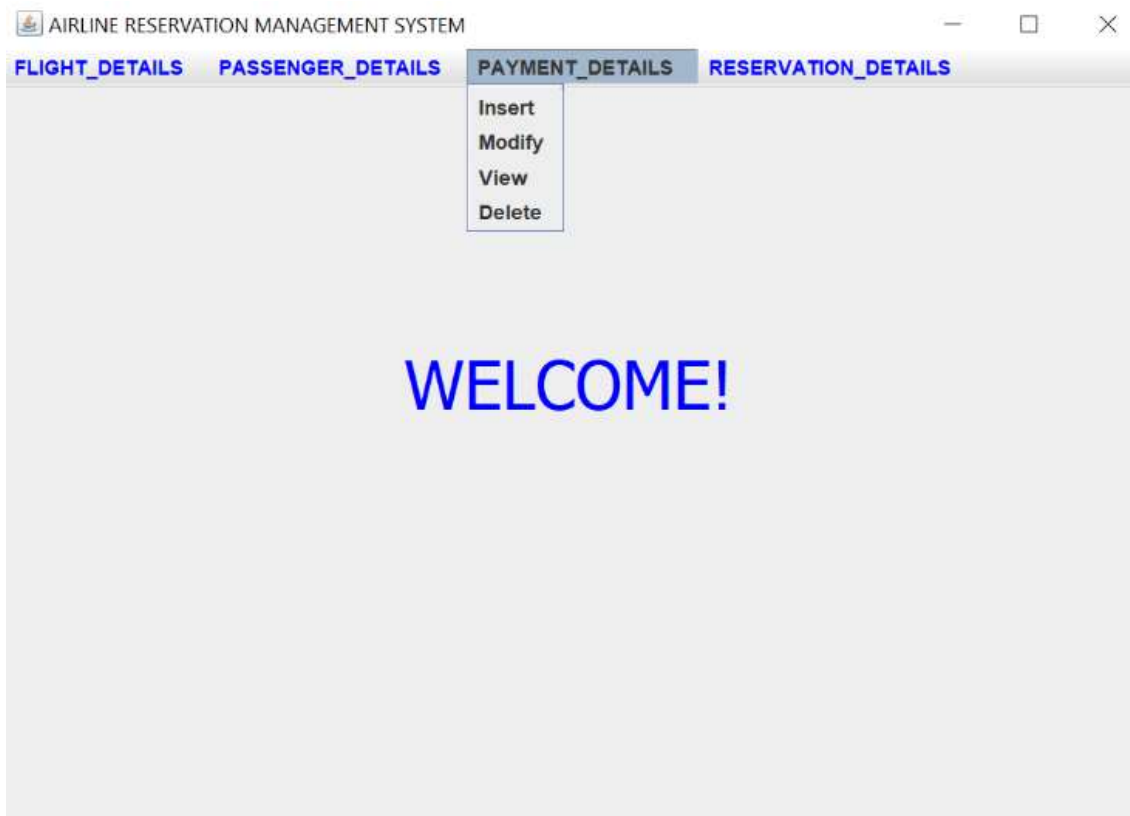 AIRLINE RESERVATION MANAGEMENT SYSTEM
FLIGHT_DETAILS PASSENGER_DETAILS PAYMENT_DETAILS RESERVATION_DETAILS
Insert
Modify
View
Delete
WELCOME!